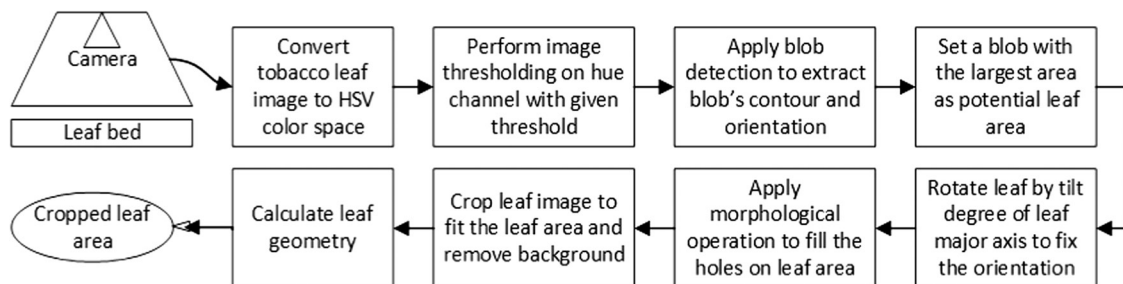 Camera
Leaf bed
Convert
tobacco leaf
image to HSV
color space
Perform image
thresholding on hue
channel with given
threshold
Apply blob
detection to extract
blob's contour and
orientation
Set a blob with
the largest area
as potential leaf
area
Rotate leaf by tilt
degree of leaf
major axis to fix
the orientation
Apply
morphological
operation to fill the
holes on leaf area
Crop leaf image to
fit the leaf area and
remove background
Calculate leaf
geometry
Cropped leaf
area